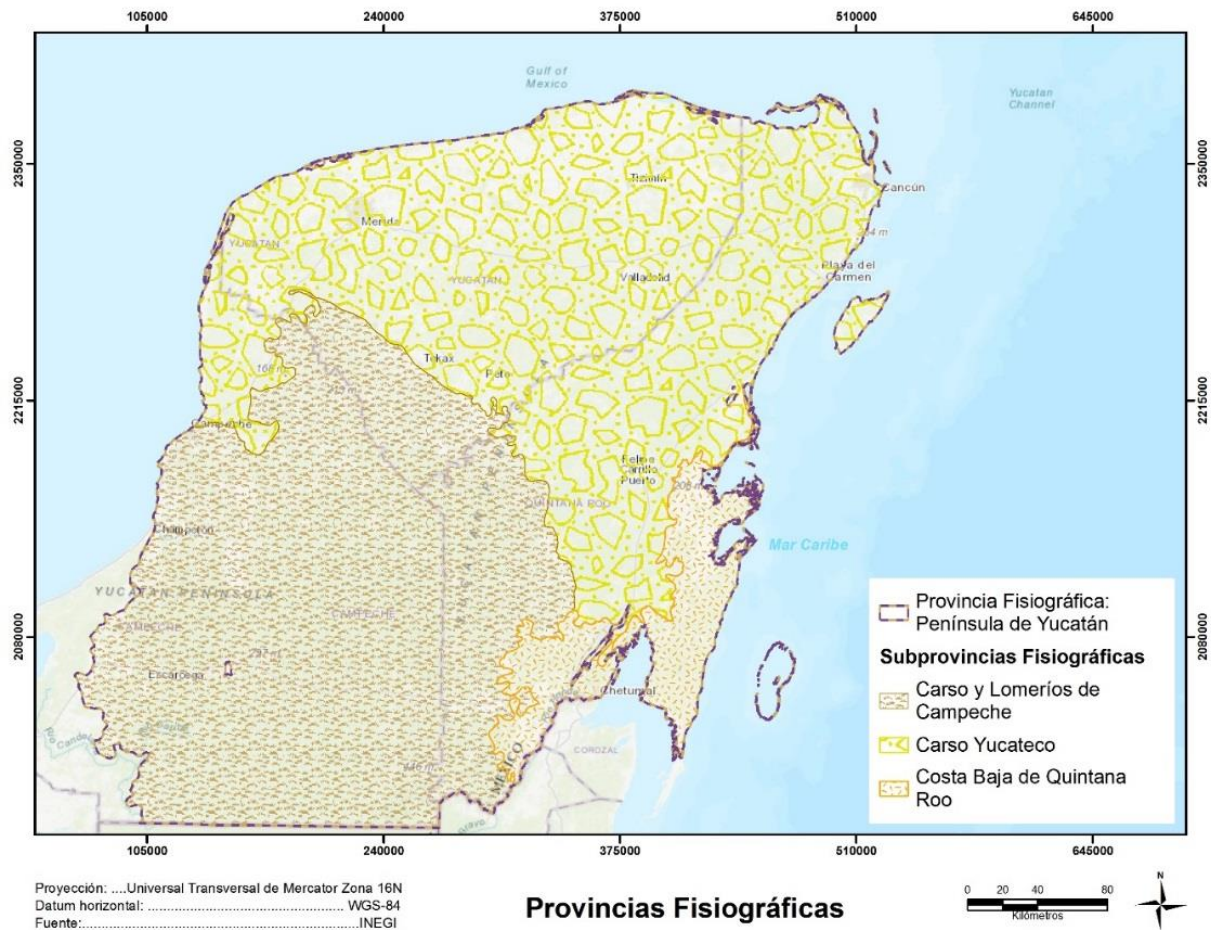 105000 240000 375000 510000 645000
Gulf of
Mexico
Yucatan
Channel
2350000 2350000
Cancún
Merida
YUCATAN
YUCATAN
Valladolid
Playa del
Carmen
Tekax
Peto
168 m
2215000 2215000
Campeche
Felipe
Carrillo
Puerto
QUINTANA ROO
Champotón
Mar Caribe
YUCATAN PENINSULA
CAMPECHE
CAMPECHE
2080000 2080000
Escárcega
Chetumal
COROZAL
MEXICO
Provincia Fisiográfica:
Península de Yucatán
Subprovincias Fisiográficas
Carso y Lomeríos de
Campeche
Carso Yucateco
Costa Baja de Quintana
Roo
105000 240000 375000 510000 645000
Proyección: ....Universal Transversal de Mercator Zona 16N
Datum horizontal: ................................................ WGS-84
Fuente:..................................................................INEGI
Provincias Fisiográficas
0 20 40 80
Kilómetros
N